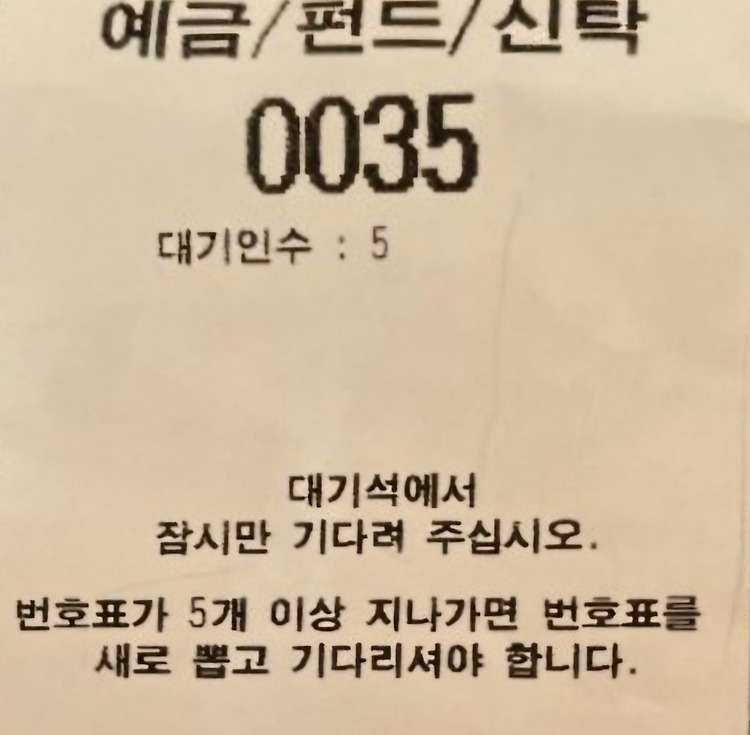 예금/펀드/신탁
0035
대기인수 : 5
대기석에서
잠시만 기다려 주십시오.
번호표가 5개 이상 지나가면 번호표를
새로 뽑고 기다리셔야 합니다.